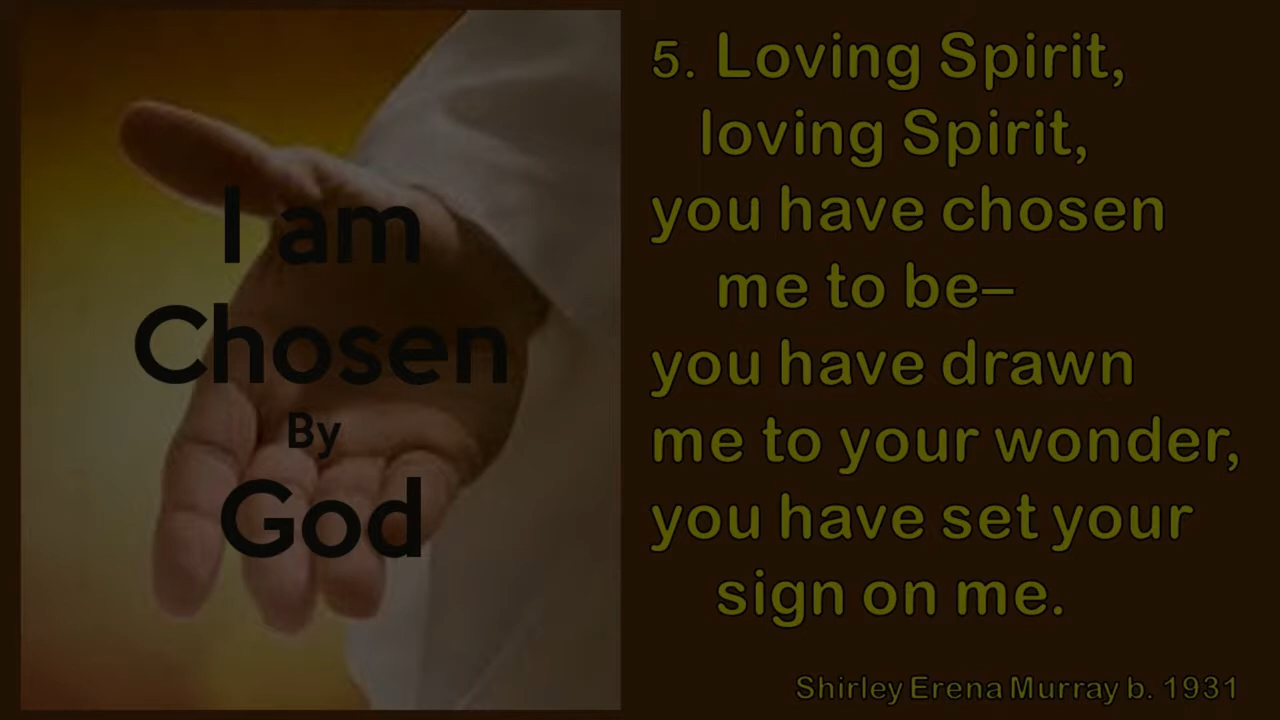 I am
Chosen
By
God
5. Loving Spirit,
loving Spirit,
you have chosen
me to be–
you have drawn
me to your wonder,
you have set your
sign on me.
Shirley Erena Murray b. 1931